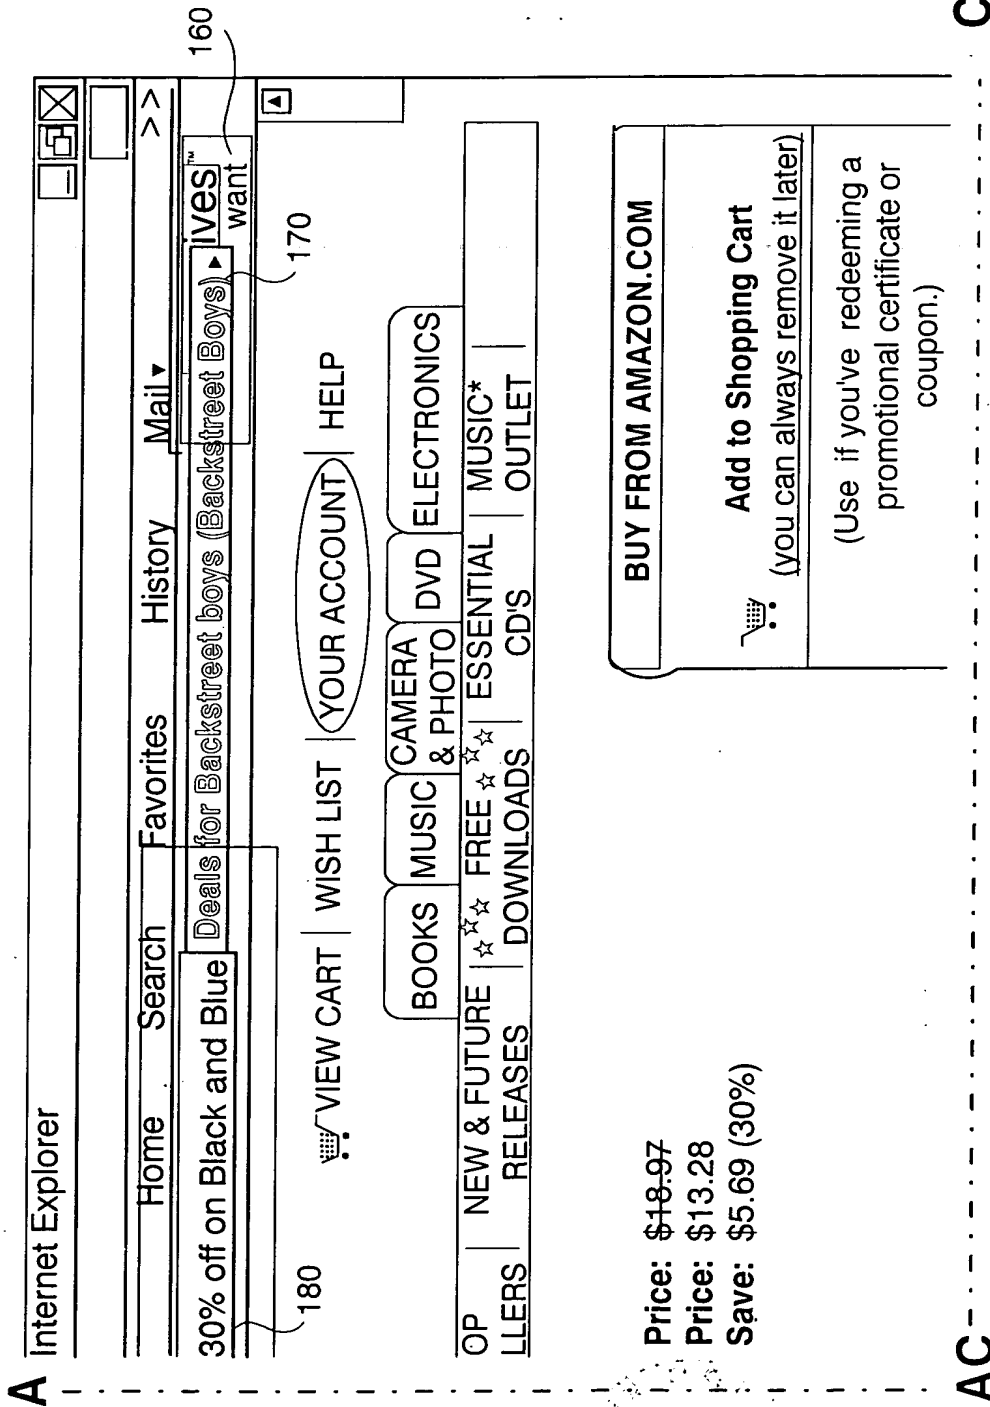 A
Internet Explorer
Home Search Favorites History Mail >>
30% off on Black and Blue Deals for Backstreet boys (Backstreet Boys) ives™
want
160
170
180
VIEW CART | WISH LIST | YOUR ACCOUNT | HELP
BOOKS MUSIC CAMERA & PHOTO DVD ELECTRONICS
OP | NEW & FUTURE | FREE | ESSENTIAL | MUSIC* |
LLERS | RELEASES | DOWNLOADS | CD'S | OUTLET
Price: $18.97
Price: $13.28
Save: $5.69 (30%)
BUY FROM AMAZON.COM
Add to Shopping Cart
(you can always remove it later)
(Use if you've redeeming a
promotional certificate or
coupon.)
AC
C